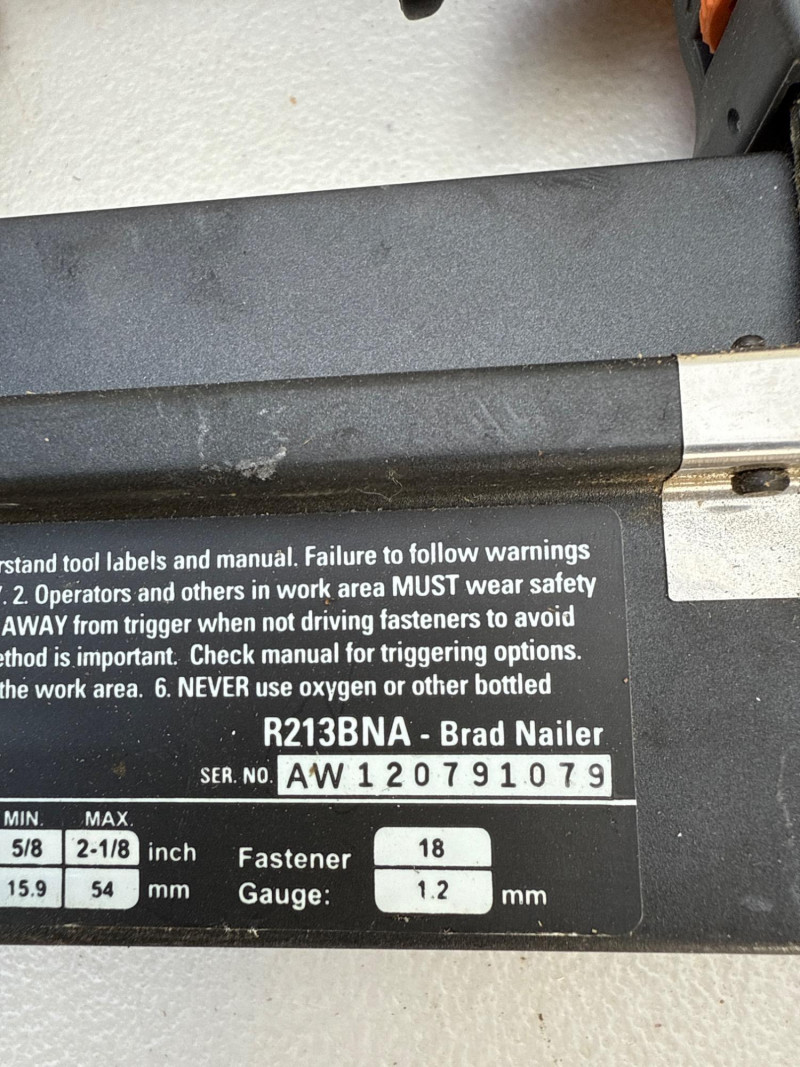 rstand tool labels and manual. Failure to follow warnings
. 2. Operators and others in work area MUST wear safety
AWAY from trigger when not driving fasteners to avoid
ethod is important. Check manual for triggering options.
the work area. 6. NEVER use oxygen or other bottled
R213BNA - Brad Nailer
SER. NO. AW120791079
MIN. MAX.
5/8 2-1/8 inch Fastener 18
15.9 54 mm Gauge: 1.2 mm